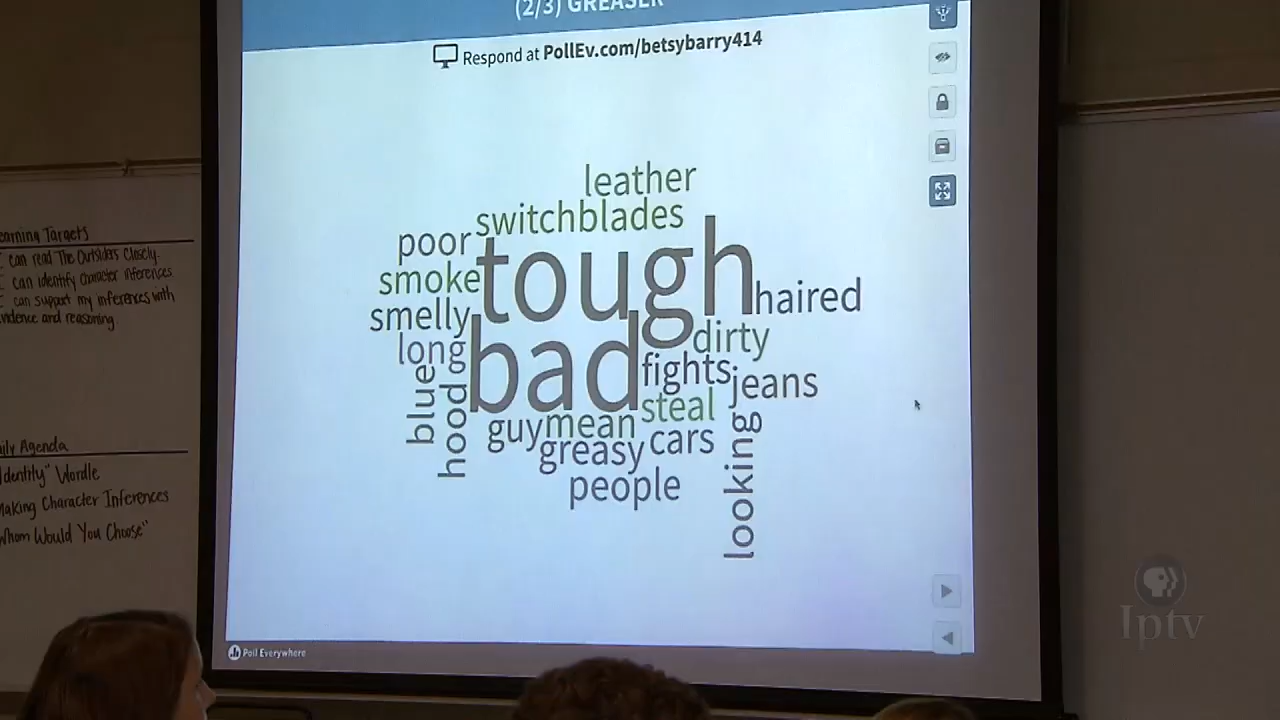 (2/3) GREASER
Respond at PollEv.com/betsybarry414
leather
switchblades
poor
tough
smoke
haired
smelly
bad
dirty
long
fights
jeans
blue
hood
steal
guy
mean
cars
greasy
looking
people
Poll Everywhere
earning Targets
I can read The Outsiders Closely.
I can identify character inferences
I can support my inferences with
vidence and reasoning
ily Agenda
Identity" Wordle
Making Character Inferences
Whom Would You Choose"
Iptv